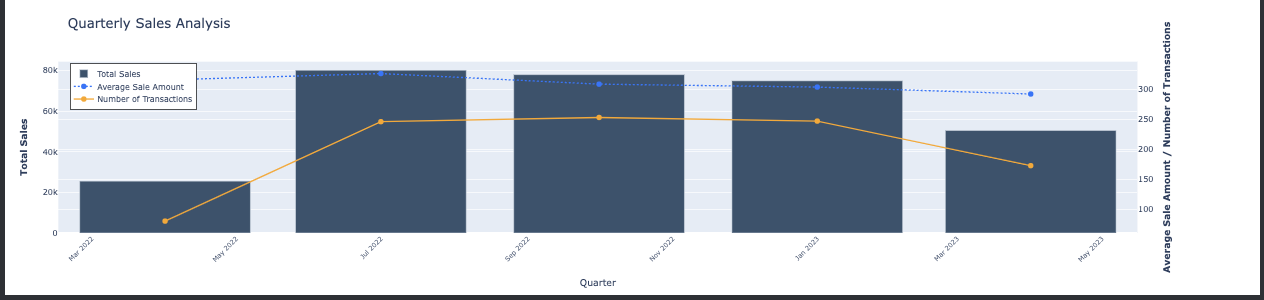 Quarterly Sales Analysis
Total Sales
Average Sale Amount
Number of Transactions
80k
60k
40k
20k
0
Total Sales
300
250
200
150
100
Average Sale Amount / Number of Transactions
Mar 2022
May 2022
Jul 2022
Sep 2022
Nov 2022
Jan 2023
Mar 2023
May 2023
Quarter